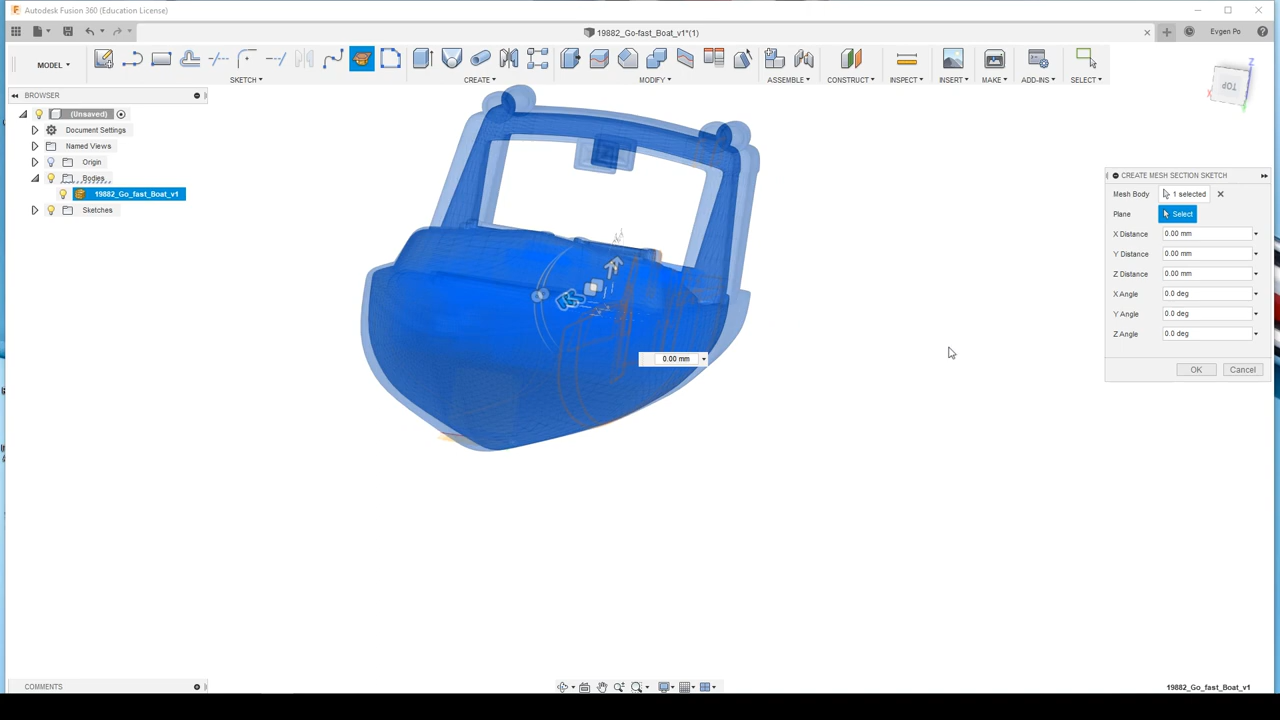 Autodesk Fusion 360 (Education License)
19882_Go-fast_Boat_v1*(1)
Evgen Po
MODEL
SKETCH
CREATE
MODIFY
ASSEMBLE
CONSTRUCT
INSPECT
INSERT
MAKE
ADD-INS
SELECT
BROWSER
(Unsaved)
Document Settings
Named Views
Origin
Bodies
19882_Go_fast_Boat_v1
Sketches
TOP
Z
X
CREATE MESH SECTION SKETCH
Mesh Body 1 selected
Plane Select
X Distance 0.00 mm
Y Distance 0.00 mm
Z Distance 0.00 mm
X Angle 0.0 deg
Y Angle 0.0 deg
Z Angle 0.0 deg
OK Cancel
0.00 mm
COMMENTS
19882_Go_fast_Boat_v1